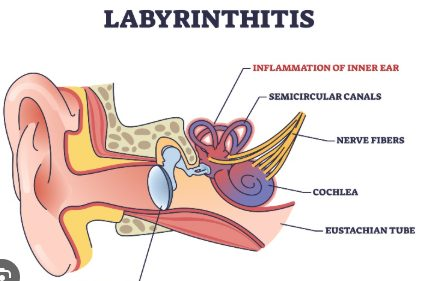 LABYRINTHITIS
INFLAMMATION OF INNER EAR
SEMICIRCULAR CANALS
NERVE FIBERS
COCHLEA
EUSTACHIAN TUBE